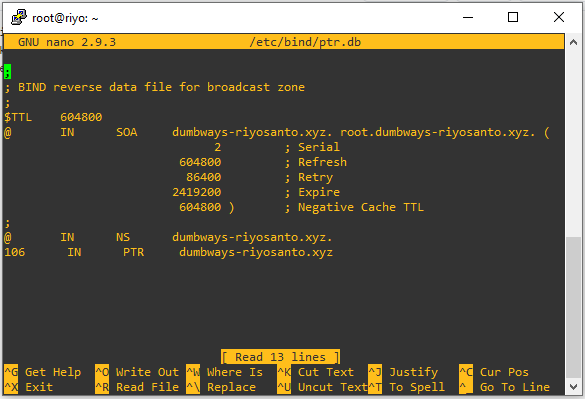 root@riyo: ~
GNU nano 2.9.3 /etc/bind/ptr.db
;
; BIND reverse data file for broadcast zone
;
$TTL 604800
@ IN SOA dumbways-riyosanto.xyz. root.dumbways-riyosanto.xyz. (
2 ; Serial
604800 ; Refresh
86400 ; Retry
2419200 ; Expire
604800 ) ; Negative Cache TTL
;
@ IN NS dumbways-riyosanto.xyz.
106 IN PTR dumbways-riyosanto.xyz
[ Read 13 lines ]
^G Get Help ^O Write Out ^W Where Is ^K Cut Text ^J Justify ^C Cur Pos
^X Exit ^R Read File ^\ Replace ^U Uncut Text ^T To Spell ^_ Go To Line